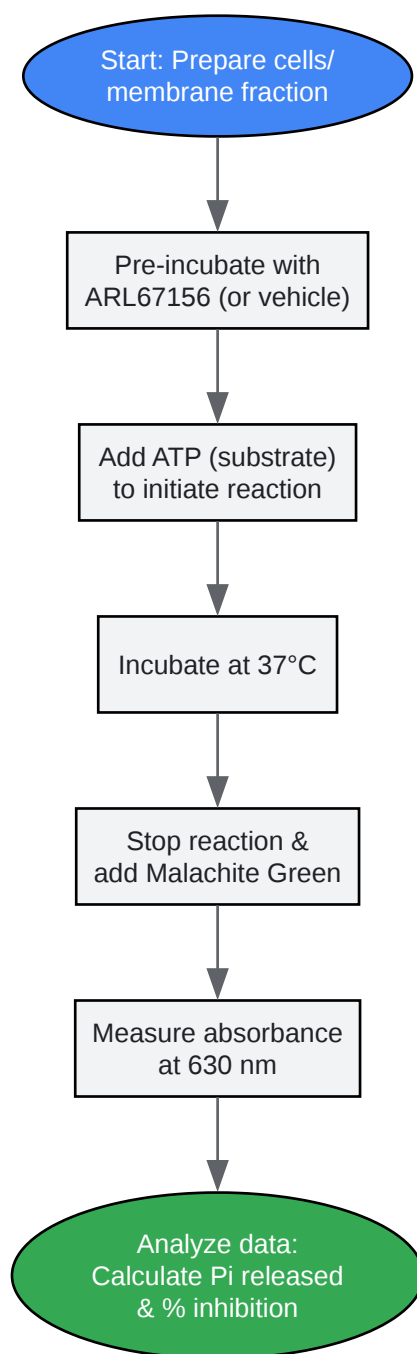 Start: Prepare cells/
membrane fraction
Pre-incubate with
ARL67156 (or vehicle)
Add ATP (substrate)
to initiate reaction
Incubate at 37°C
Stop reaction &
add Malachite Green
Measure absorbance
at 630 nm
Analyze data:
Calculate Pi released
& % inhibition